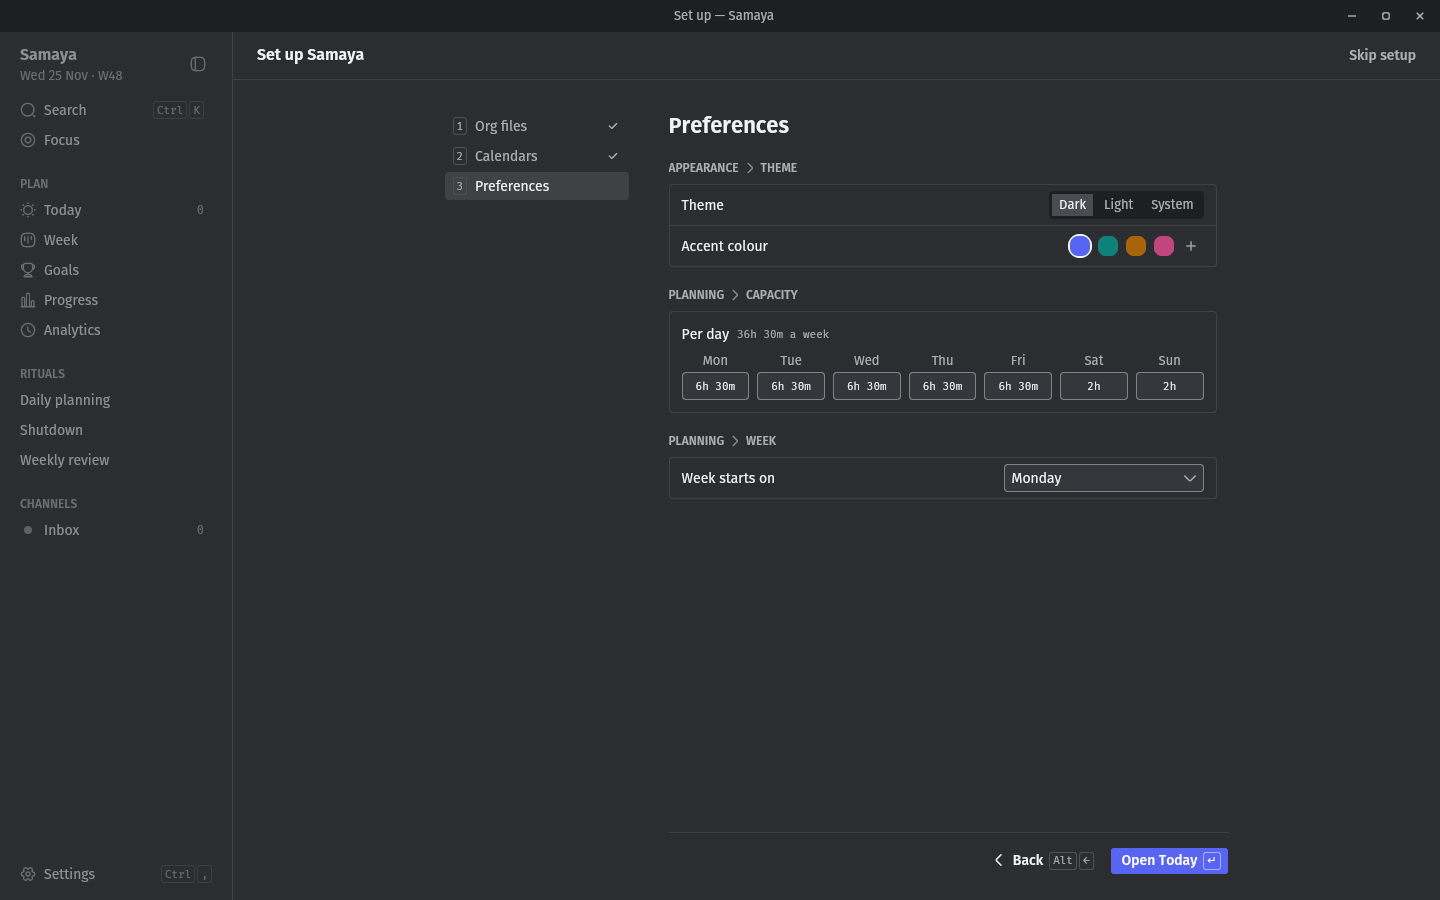 Set up — Samaya
Samaya
Wed 25 Nov · W48
Search Ctrl K
Focus
PLAN
Today 0
Week
Goals
Progress
Analytics
RITUALS
Daily planning
Shutdown
Weekly review
CHANNELS
Inbox 0
Settings Ctrl ,
Set up Samaya
Skip setup
1 Org files
2 Calendars
3 Preferences
Preferences
APPEARANCE > THEME
Theme Dark Light System
Accent colour
PLANNING > CAPACITY
Per day 36h 30m a week
Mon Tue Wed Thu Fri Sat Sun
6h 30m 6h 30m 6h 30m 6h 30m 6h 30m 2h 2h
PLANNING > WEEK
Week starts on Monday
Back Alt ← Open Today ↵